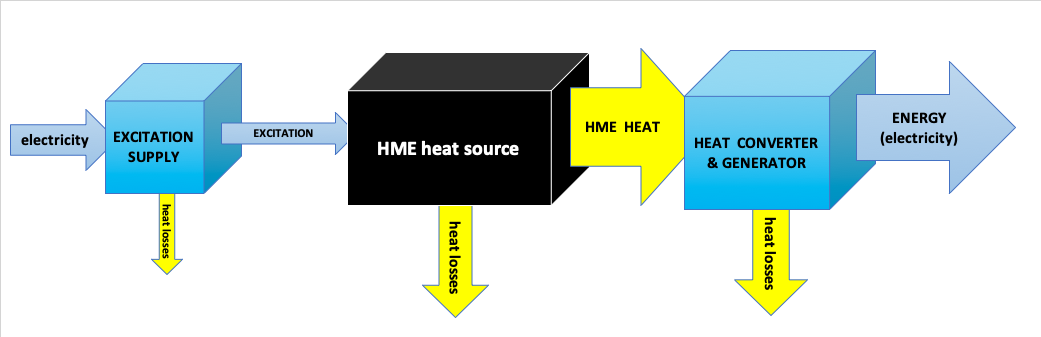 electricity
EXCITATION
SUPPLY
heat losses
EXCITATION
HME heat source
heat losses
HME HEAT
HEAT CONVERTER
& GENERATOR
heat losses
ENERGY
(electricity)